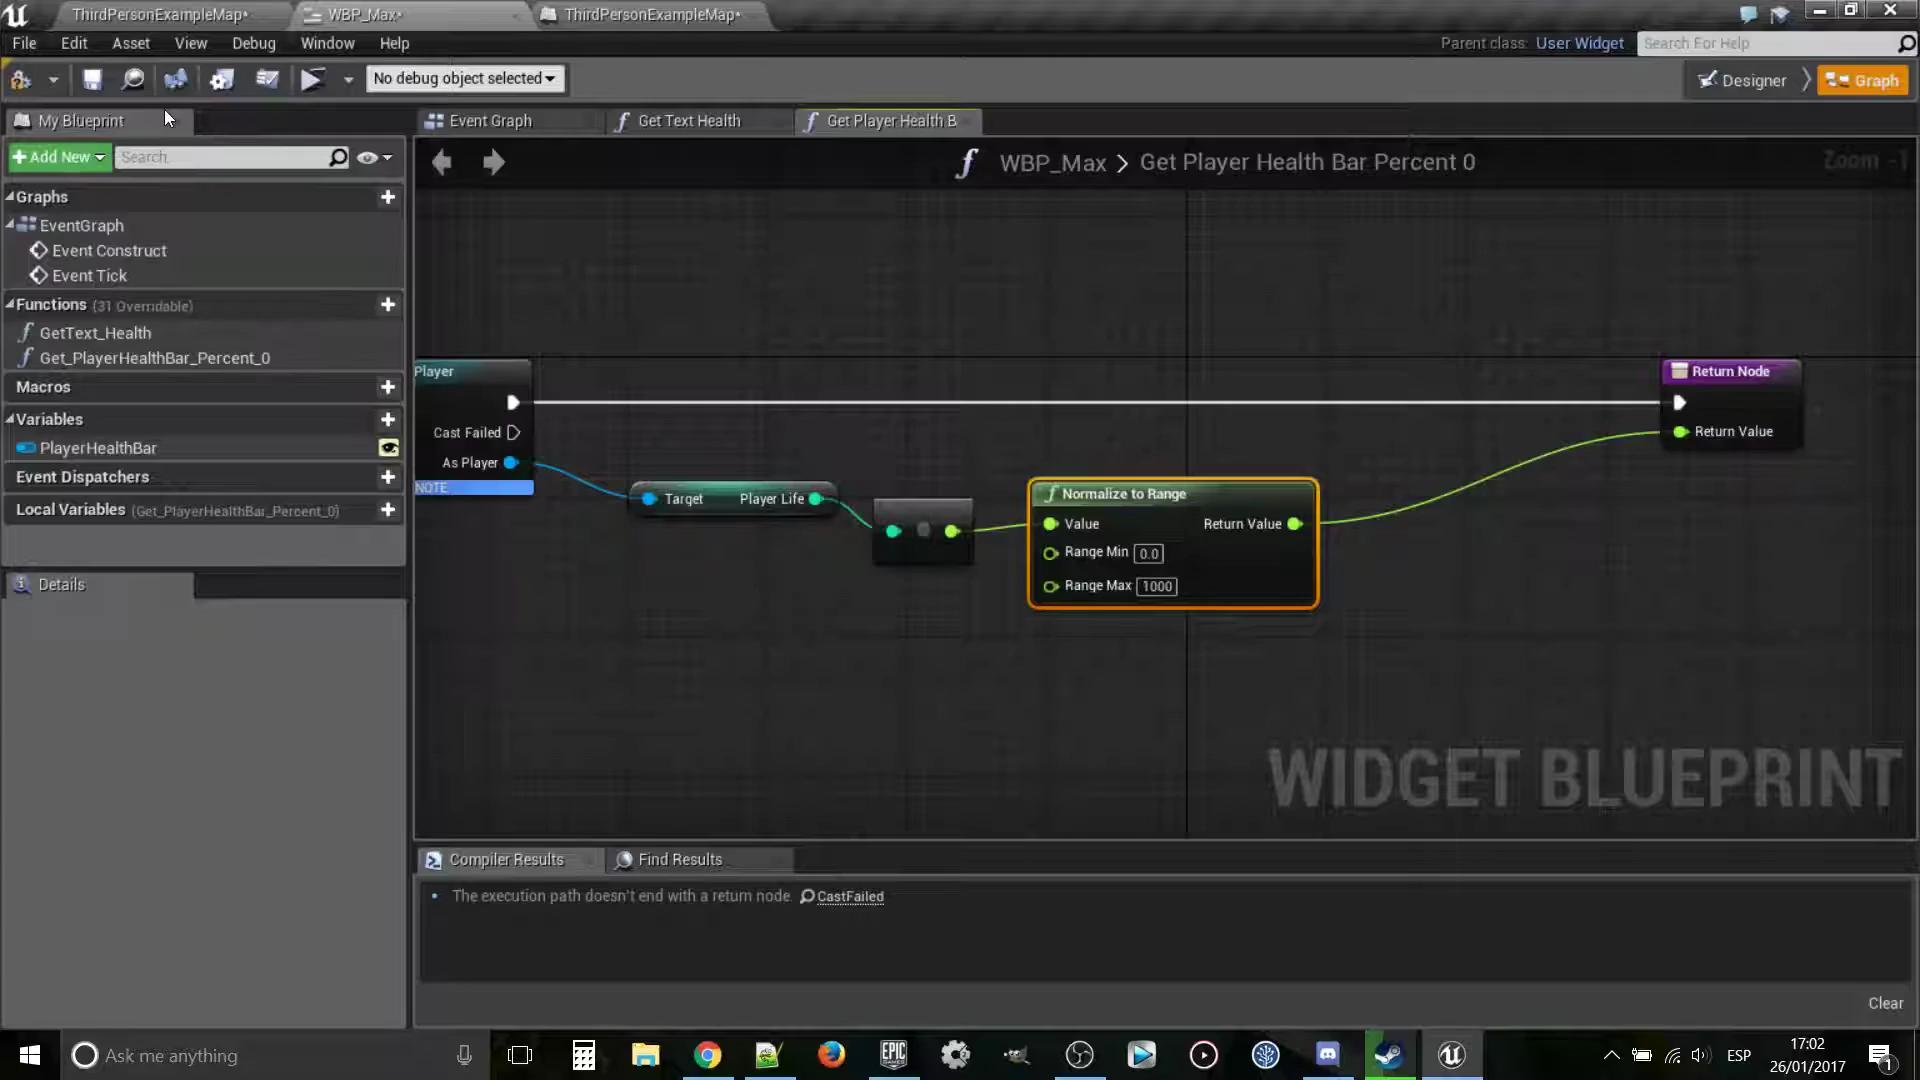 ThirdPersonExampleMap•
WBP_Max•
ThirdPersonExampleMap•
File Edit Asset View Debug Window Help
Parent class: User Widget
Search For Help
No debug object selected
Designer
Graph
My Blueprint
Event Graph
Get Text Health
Get Player Health B
Add New
Search
WBP_Max > Get Player Health Bar Percent 0
Zoom -1
Graphs
EventGraph
Event Construct
Event Tick
Functions (31 Overridable)
GetText_Health
Get_PlayerHealthBar_Percent_0
Macros
Variables
PlayerHealthBar
Event Dispatchers
Local Variables (Get_PlayerHealthBar_Percent_0)
Details
Player
Cast Failed
As Player
NOTE
Target Player Life
Normalize to Range
Value Return Value
Range Min 0.0
Range Max 1000
Return Node
Return Value
WIDGET BLUEPRINT
Compiler Results
Find Results
• The execution path doesn't end with a return node. CastFailed
Clear
Ask me anything
EPIC GAMES
ESP
17:02
26/01/2017
1